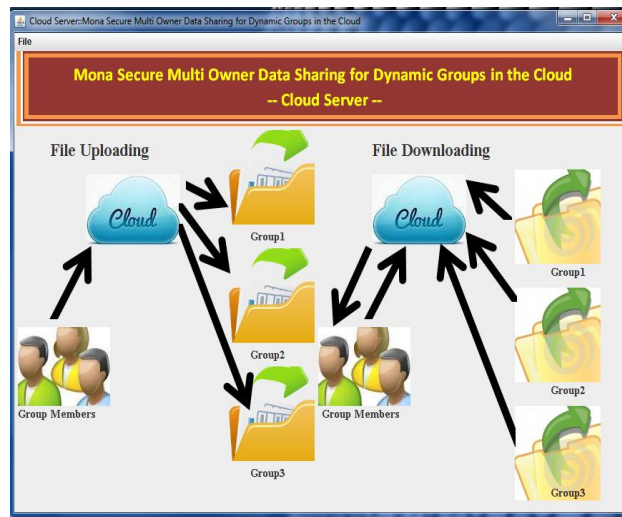 Cloud Server::Mona Secure Multi Owner Data Sharing for Dynamic Groups in the Cloud
File
Mona Secure Multi Owner Data Sharing for Dynamic Groups in the Cloud
-- Cloud Server --
File Uploading
Cloud
Group1
Group2
Group Members
Group3
File Downloading
Cloud
Group1
Group2
Group Members
Group3